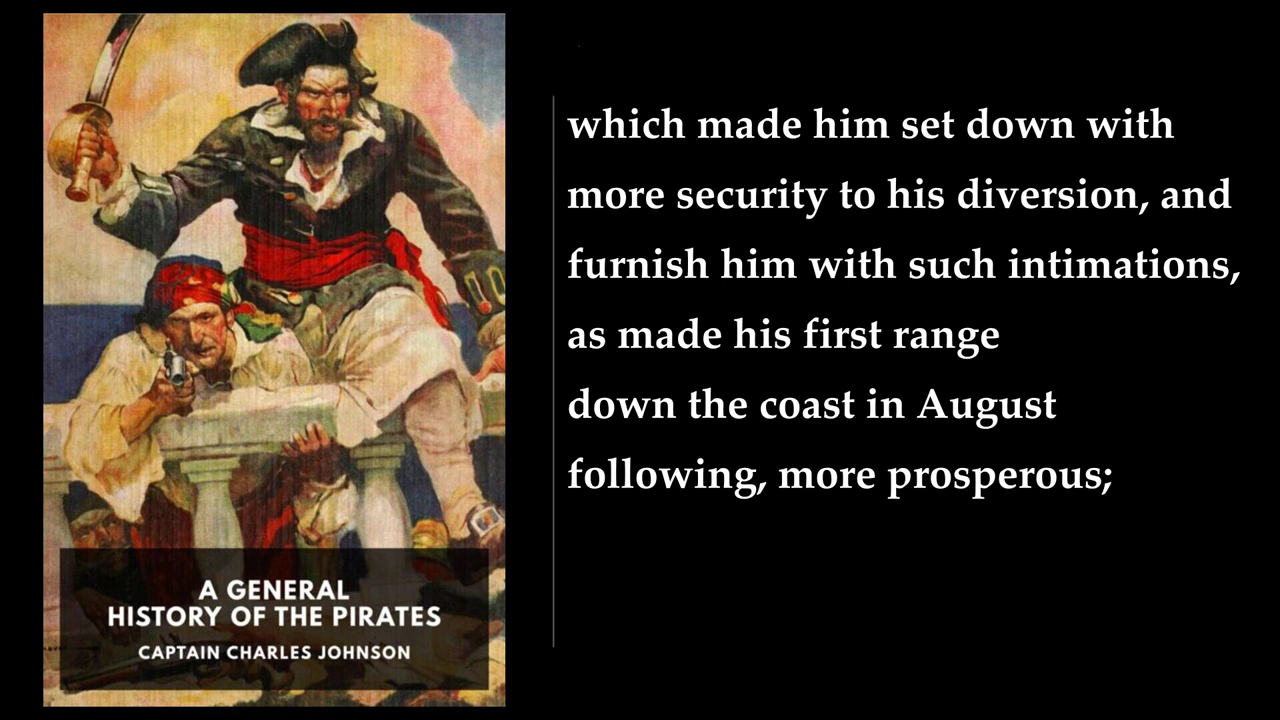 which made him set down with
more security to his diversion, and
furnish him with such intimations,
as made his first range
down the coast in August
following, more prosperous;
A GENERAL
HISTORY OF THE PIRATES
CAPTAIN CHARLES JOHNSON